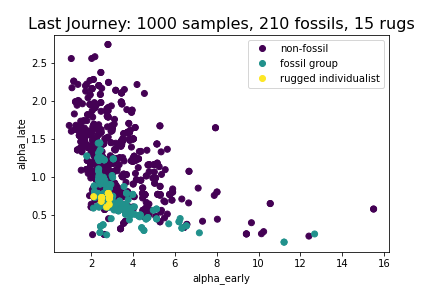 Last Journey: 1000 samples, 210 fossils, 15 rugs
non-fossil
fossil group
rugged individualist
2.5
2.0
1.5
1.0
0.5
alpha_late
2 4 6 8 10 12 14 16
alpha_early